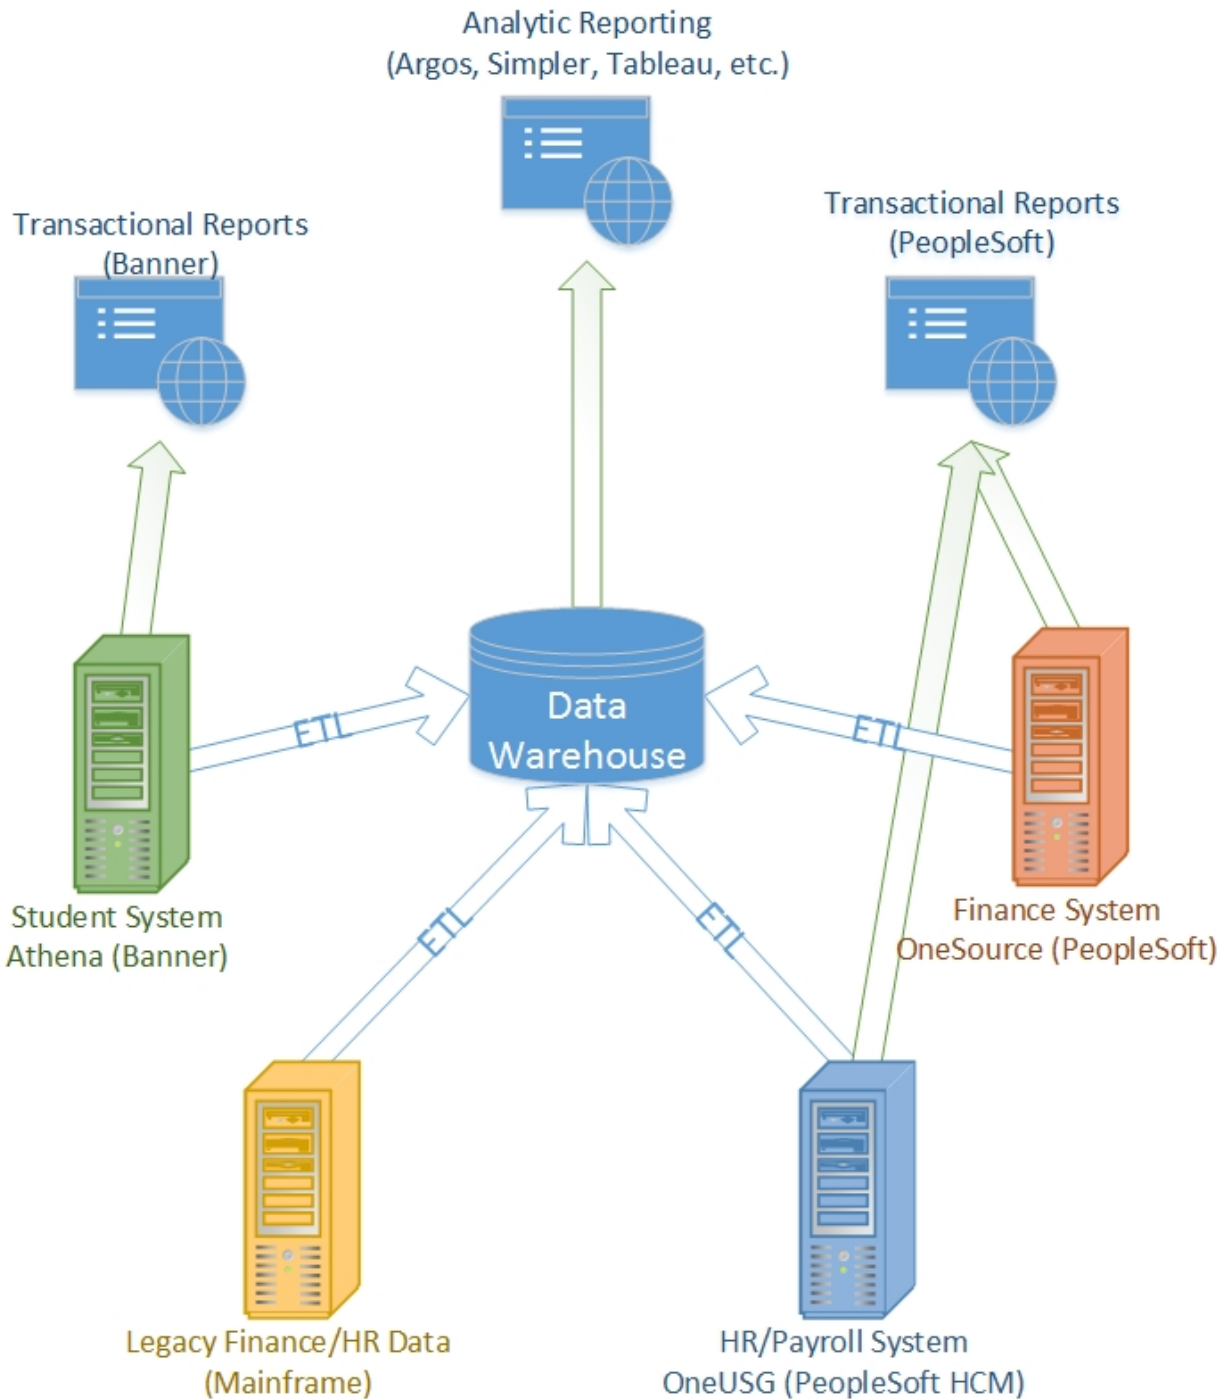 Analytic Reporting
(Argos, Simpler, Tableau, etc.)
Transactional Reports
(Banner)
Transactional Reports
(PeopleSoft)
Data
Warehouse
ETL
ETL
ETL
ETL
Student System
Athena (Banner)
Finance System
OneSource (PeopleSoft)
Legacy Finance/HR Data
(Mainframe)
HR/Payroll System
OneUSG (PeopleSoft HCM)